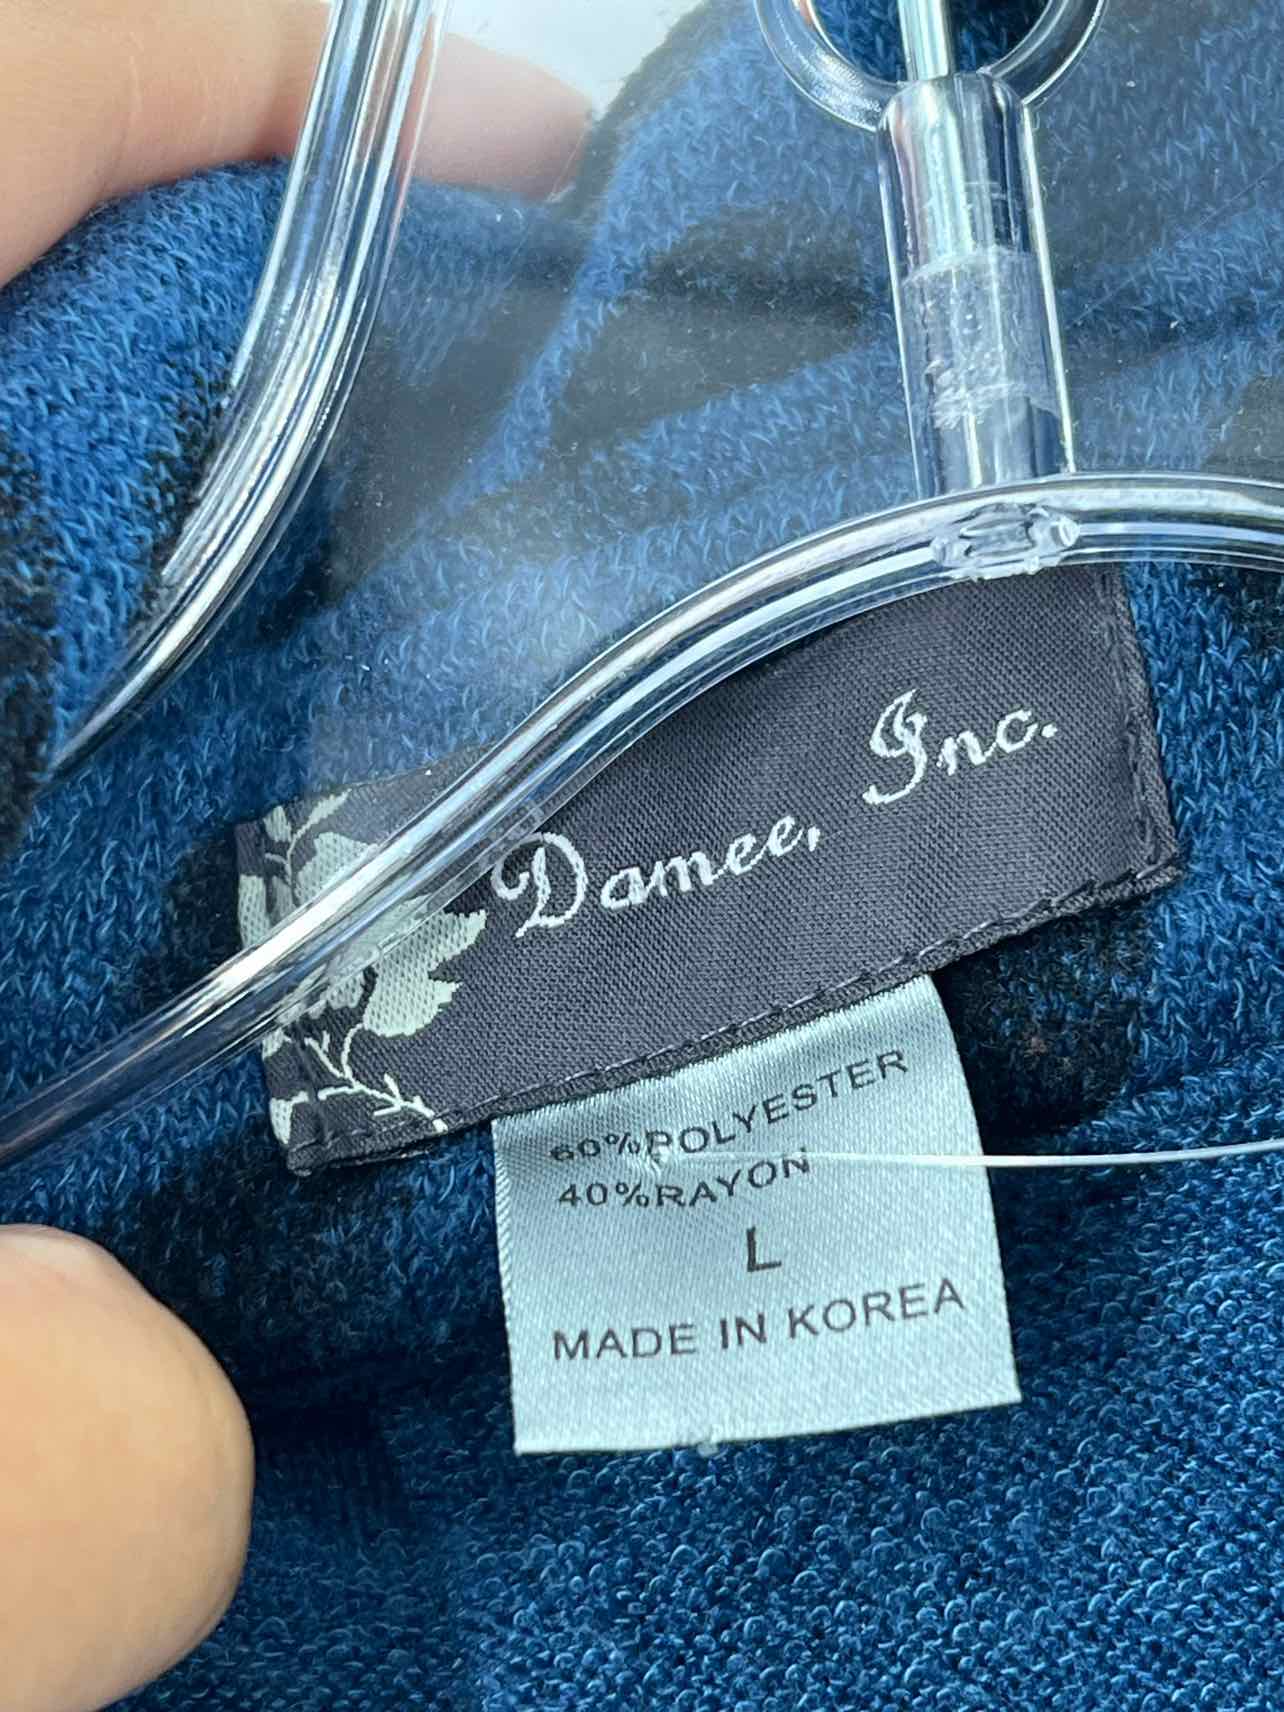 Damee, Inc.
60%POLYESTER
40%RAYON
L
MADE IN KOREA